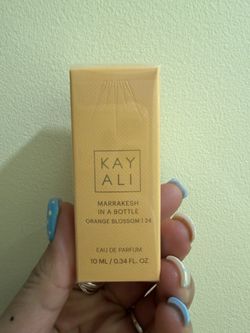 KAY
ALI
MARRAKESH
IN A BOTTLE
ORANGE BLOSSOM | 24
EAU DE PARFUM
10 ML / 0.34 FL. OZ.